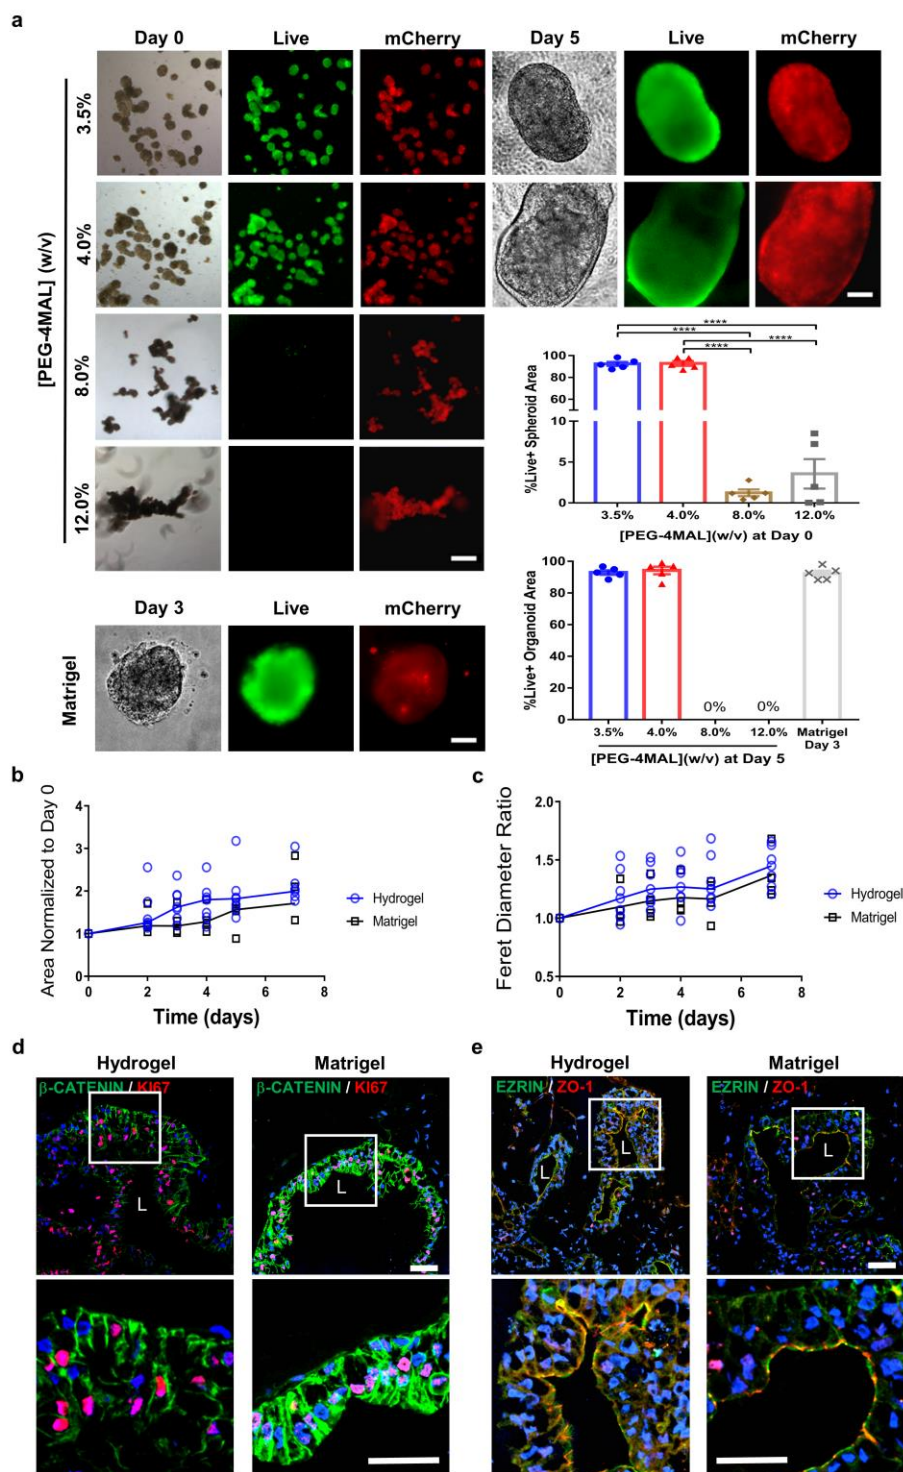 a
Day 0 Live mCherry Day 5 Live mCherry
[PEG-4MAL] (w/v)
3.5%
4.0%
8.0%
12.0%
**** ****
**** ****
%Live+ Spheroid Area
100
80
60
10
5
0
3.5% 4.0% 8.0% 12.0%
[PEG-4MAL](w/v) at Day 0
Matrigel
Day 3 Live mCherry
%Live+ Organoid Area
100
80
60
40
20
0
0% 0%
3.5% 4.0% 8.0% 12.0% Matrigel
Day 3
[PEG-4MAL](w/v) at Day 5
b
Area Normalized to Day 0
4
3
2
1
0
0 2 4 6 8
Time (days)
Hydrogel
Matrigel
c
Feret Diameter Ratio
2.0
1.5
1.0
0.5
0 2 4 6 8
Time (days)
Hydrogel
Matrigel
d
Hydrogel Matrigel
β-CATENIN / KI67 β-CATENIN / KI67
L L
e
Hydrogel Matrigel
EZRIN / ZO-1 EZRIN / ZO-1
L L L